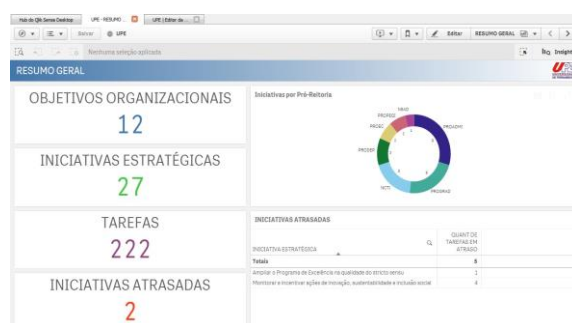 Hub do Qlik Sense Desktop
UPE - RESUMO ...
UPE | Editor de ...
Salvar
UPE
Editar
RESUMO GERAL
Nenhuma seleção aplicada
Insight
RESUMO GERAL
OBJETIVOS ORGANIZACIONAIS
12
INICIATIVAS ESTRATÉGICAS
27
TAREFAS
222
INICIATIVAS ATRASADAS
2
Iniciativas por Pró-Reitoria
PROADMI
PROGRAD
NCTI
PRODEP
PROEC
PROPEGI
INICIATIVAS ATRASADAS
INICIATIVA ESTRATÉGICA
QUANT DE
TAREFAS EM
ATRASO
Totais
5
Ampliar o Programa de Excelência na qualidade do stricto sensu
1
Monitorar e incentivar ações de inovação, sustentabilidade e inclusão social
4